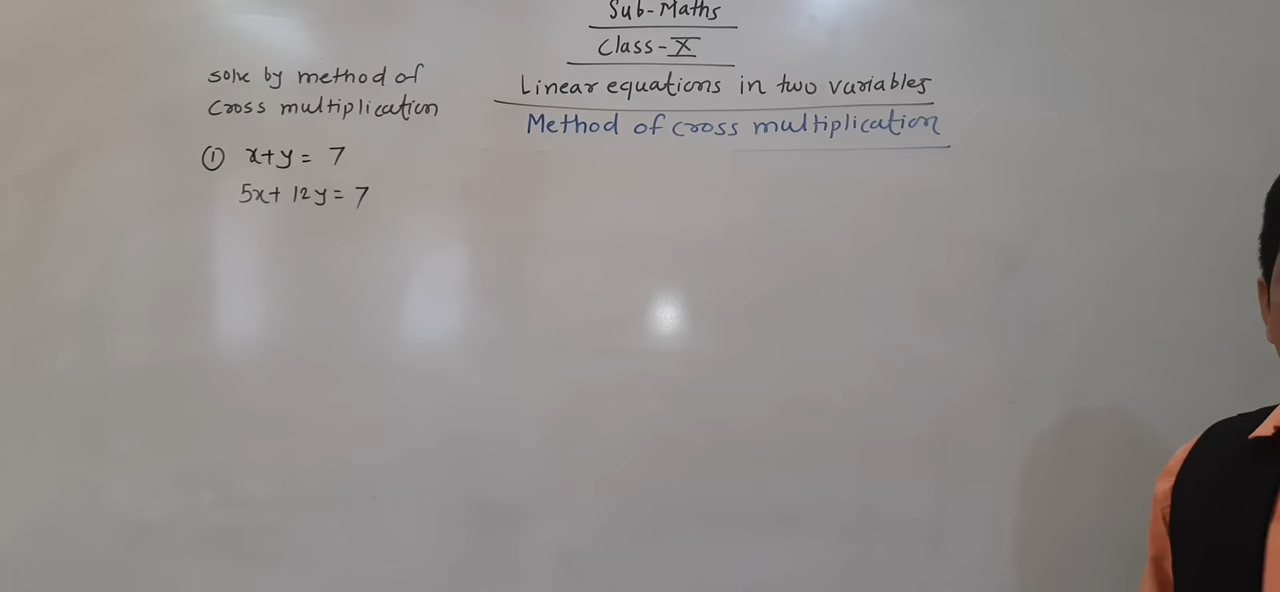 Sub-Maths
Class-X
Linear equations in two variables
Method of cross multiplication
solve by method of
cross multiplication
① x+y = 7
5x+ 12y = 7